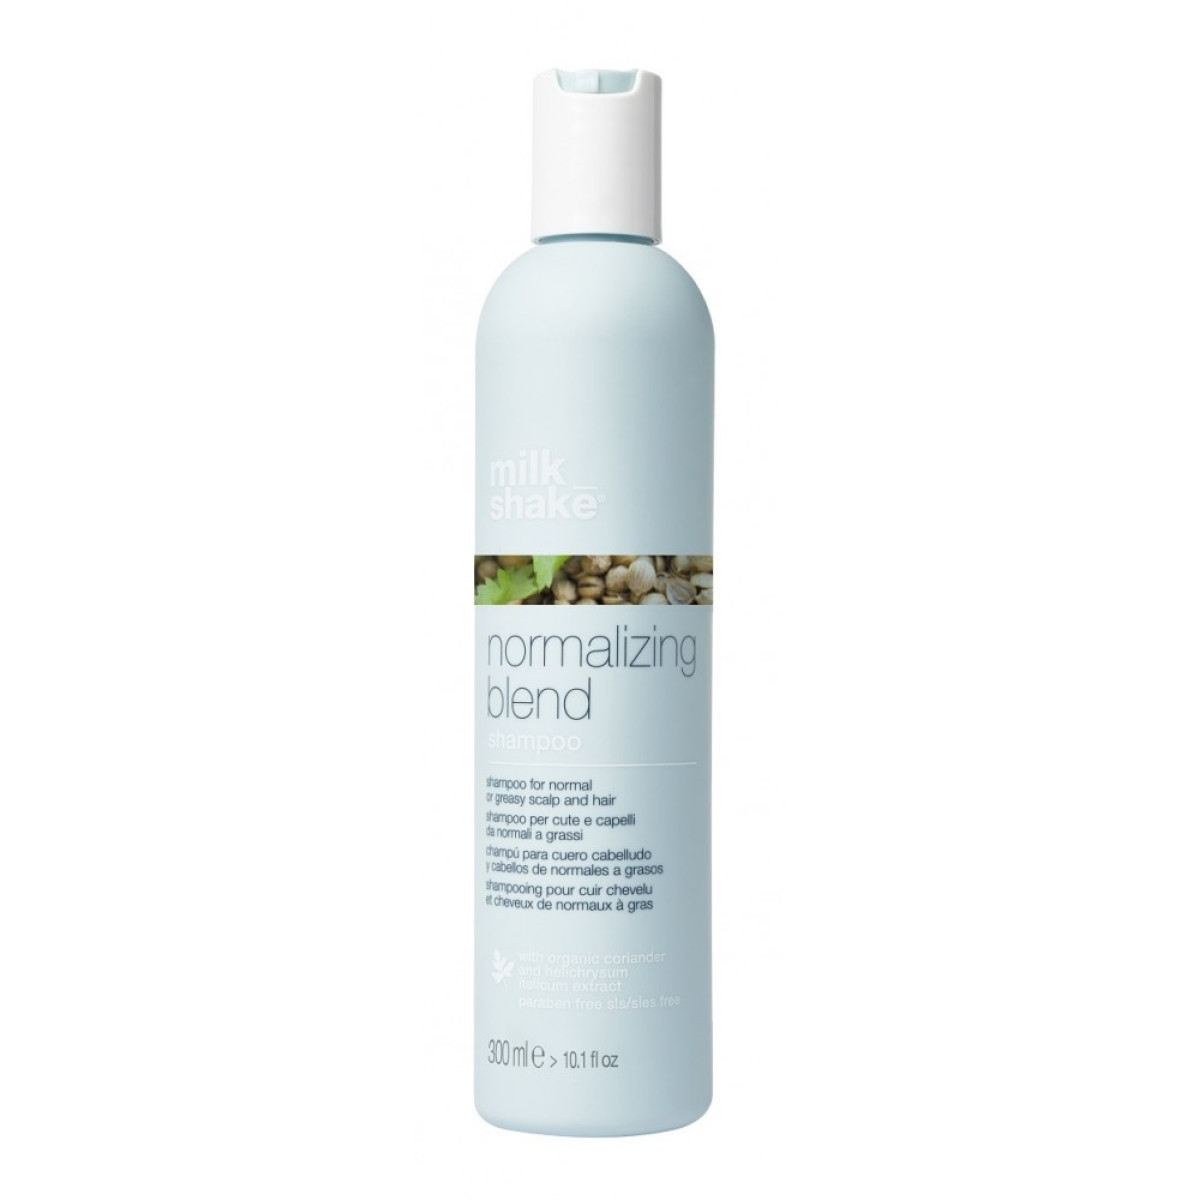 milk_
shake®
normalizing
blend
shampoo
shampoo for normal
or greasy scalp and hair
shampoo per cute e capelli
da normali a grassi
champú para cuero cabelludo
y cabellos de normales a grasos
shampooing pour cuir chevelu
et cheveux de normaux à gras
with organic coriander
and helichrysum
italicum extract
paraben free sls/sles free
300 ml e > 10.1 fl oz